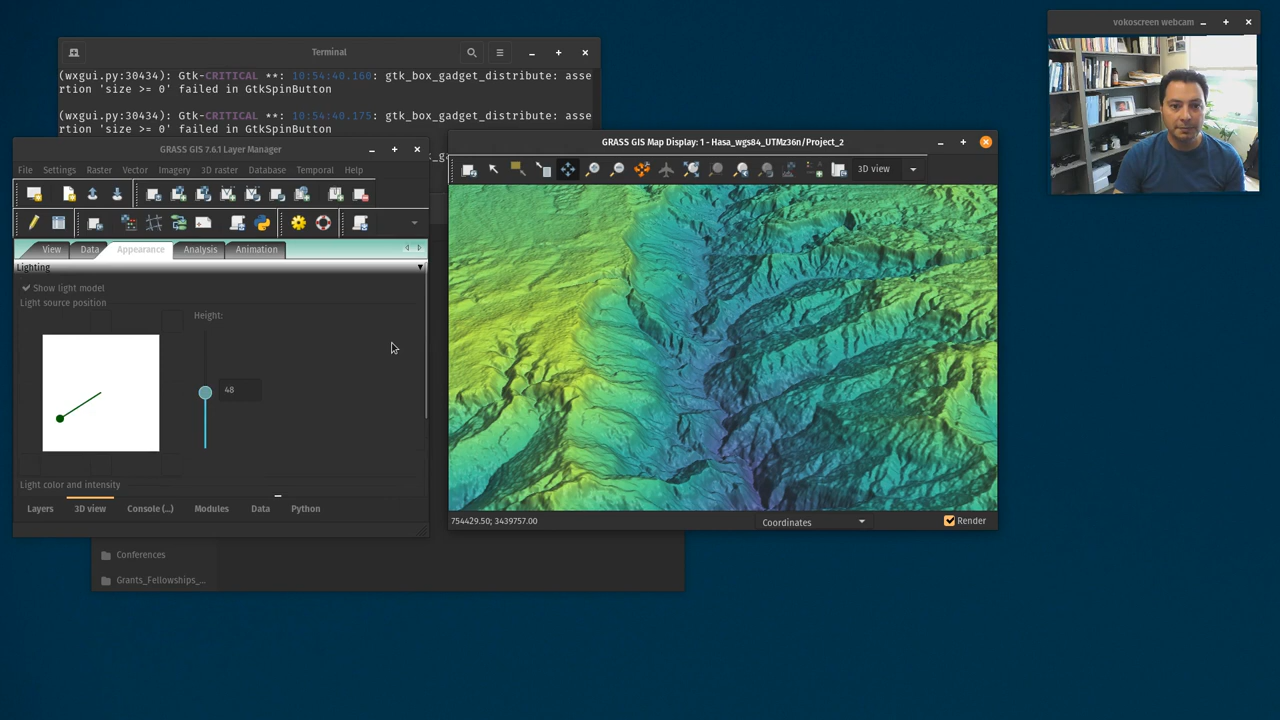 vokoscreen webcam
Terminal
(wxgui.py:30434): Gtk-CRITICAL **: 10:54:40.160: gtk_box_gadget_distribute: asse
rtion 'size >= 0' failed in GtkSpinButton
(wxgui.py:30434): Gtk-CRITICAL **: 10:54:40.175: gtk_box_gadget_distribute: asse
rtion 'size >= 0' failed in GtkSpinButton
GRASS GIS 7.6.1 Layer Manager
File Settings Raster Vector Imagery 3D raster Database Temporal Help
View Data Appearance Analysis Animation
Lighting
Show light model
Light source position
Height:
48
Light color and intensity
Layers 3D view Console (...) Modules Data Python
GRASS GIS Map Display: 1 - Hasa_wgs84_UTMz36n/Project_2
3D view
754429.50; 3439757.00
Coordinates
Render
Conferences
Grants_Fellowships_...